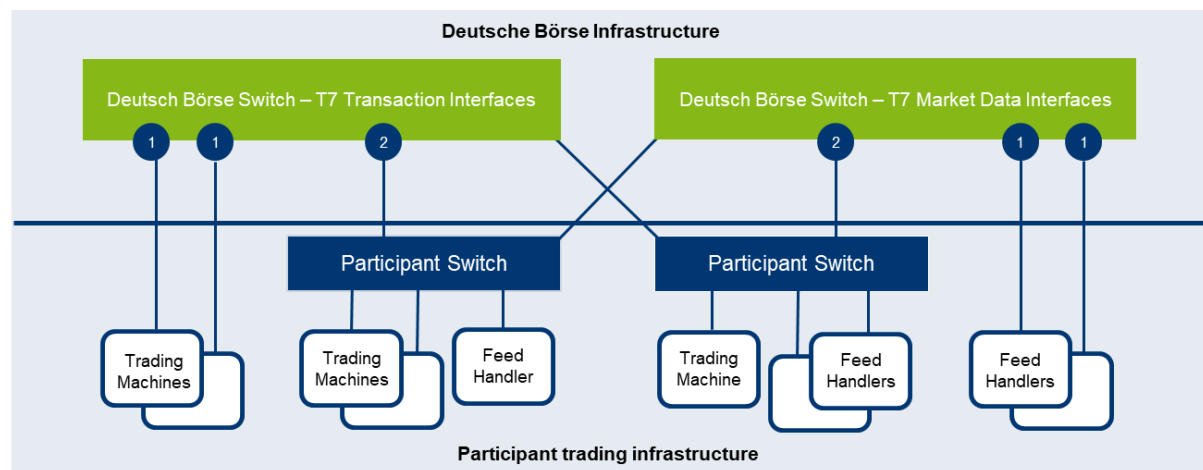 Deutsche Börse Infrastructure
Deutsch Börse Switch – T7 Transaction Interfaces
Deutsch Börse Switch – T7 Market Data Interfaces
1
1
2
2
1
1
Participant Switch
Participant Switch
Trading
Machines
Trading
Machines
Feed
Handler
Trading
Machine
Feed
Handlers
Feed
Handlers
Participant trading infrastructure